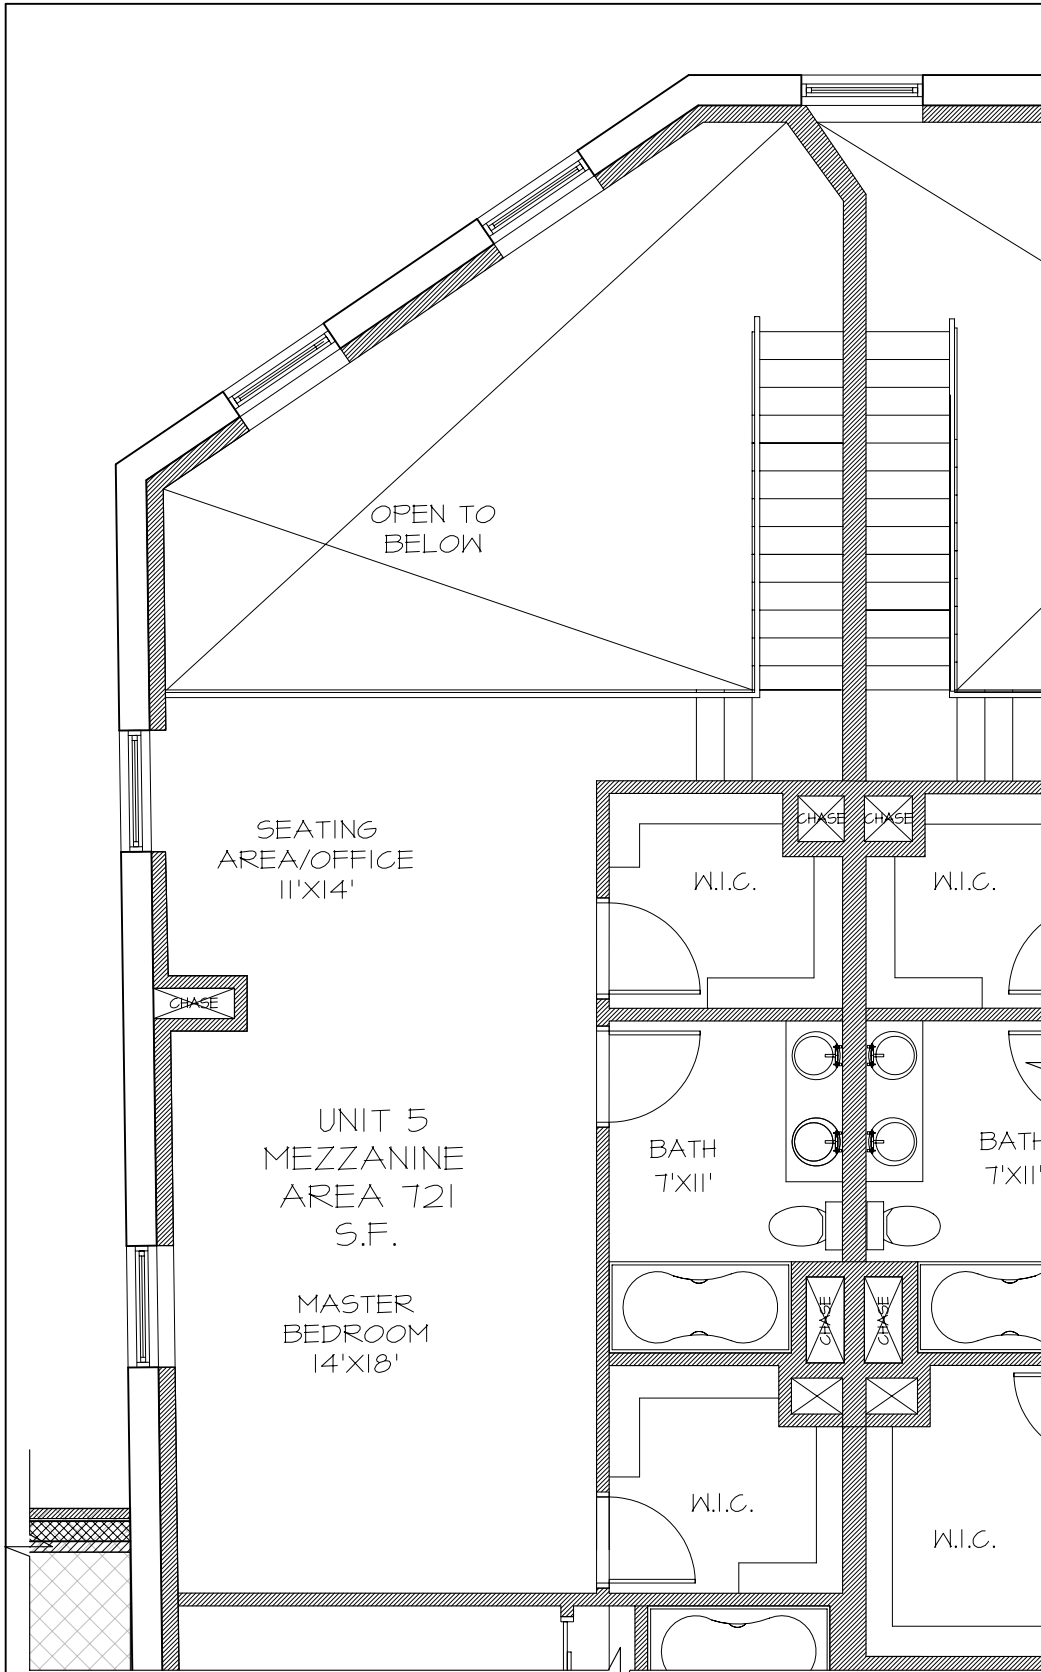 OPEN TO
BELOW
SEATING
AREA/OFFICE
11'X14'
CHASE
CHASE
W.I.C.
W.I.C.
CHASE
UNIT 5
MEZZANINE
AREA 721
S.F.
BATH
7'X11'
BATH
7'X11'
MASTER
BEDROOM
14'X18'
CHASE
CHASE
W.I.C.
W.I.C.